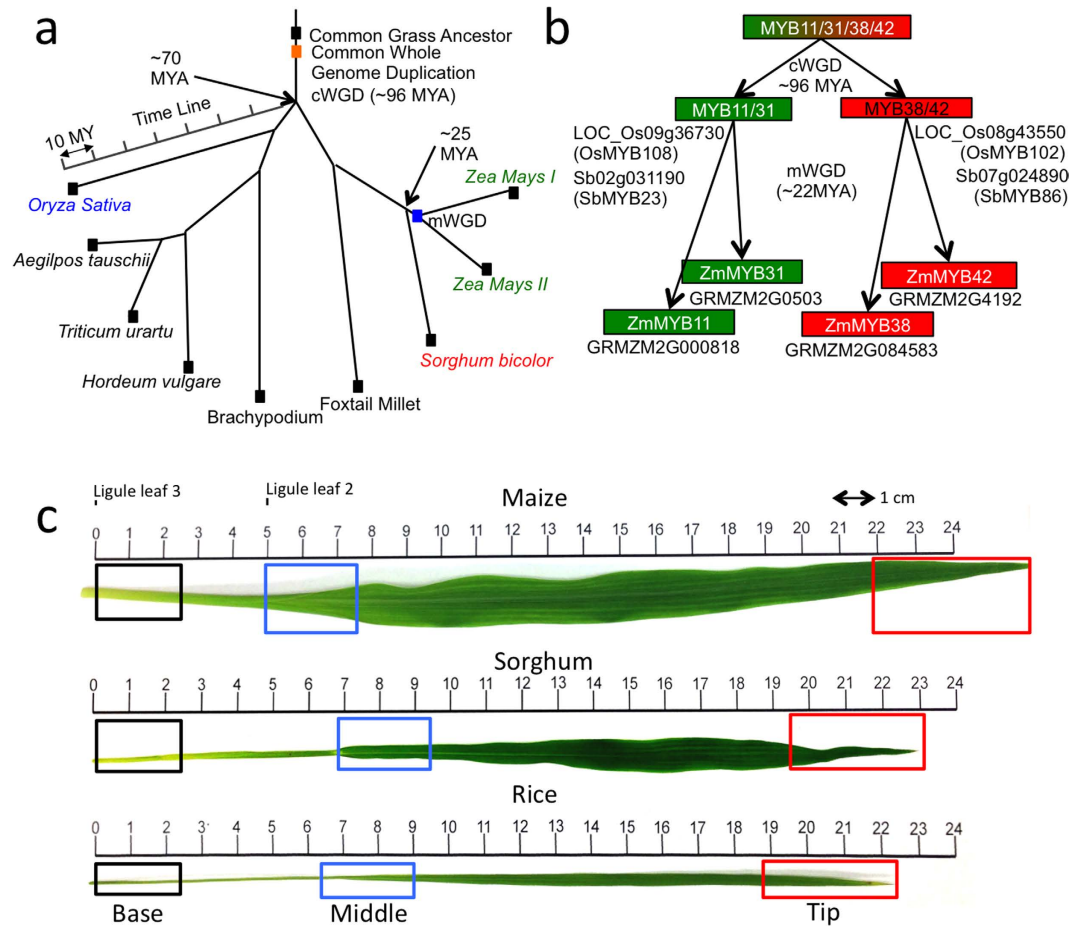 a
Common Grass Ancestor
Common Whole
Genome Duplication
cWGD (~96 MYA)
~70
MYA
Time Line
10 MY
~25
MYA
Zea Mays I
mWGD
Oryza Sativa
Aegilpos tauschii
Zea Mays II
Triticum urartu
Sorghum bicolor
Hordeum vulgare
Foxtail Millet
Brachypodium
b
MYB11/31/38/42
cWGD
~96 MYA
MYB11/31
MYB38/42
LOC_Os09g36730
(OsMYB108)
Sb02g031190
(SbMYB23)
LOC_Os08g43550
(OsMYB102)
Sb07g024890
(SbMYB86)
mWGD
(~22MYA)
ZmMYB31
GRMZM2G0503
ZmMYB42
GRMZM2G4192
ZmMYB11
GRMZM2G000818
ZmMYB38
GRMZM2G084583
c
Ligule leaf 3
Ligule leaf 2
Maize
1 cm
0 1 2 3 4 5 6 7 8 9 10 11 12 13 14 15 16 17 18 19 20 21 22 23 24
Sorghum
0 1 2 3 4 5 6 7 8 9 10 11 12 13 14 15 16 17 18 19 20 21 22 23 24
Rice
0 1 2 3 4 5 6 7 8 9 10 11 12 13 14 15 16 17 18 19 20 21 22 23 24
Base
Middle
Tip